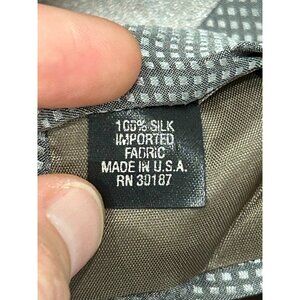 100% SILK
IMPORTED
FABRIC
MADE IN U.S.A.
RN 30187